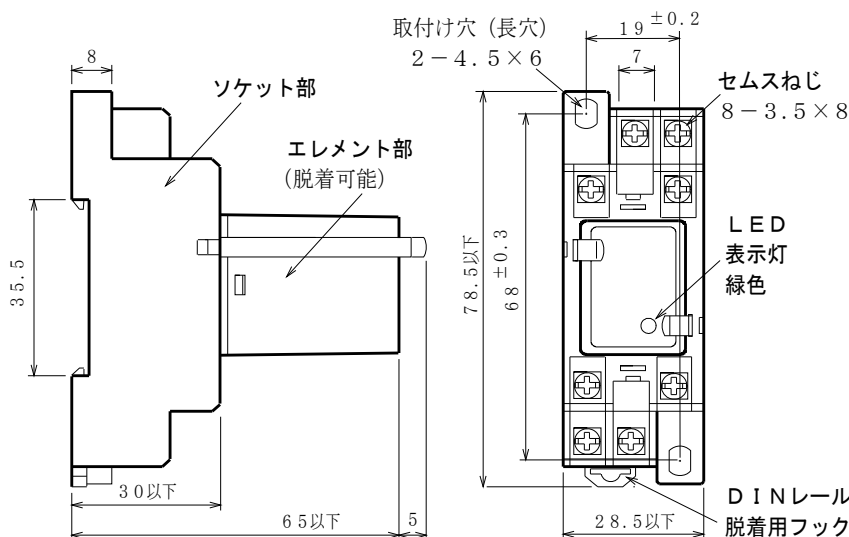 取付け穴 (長穴)
2−4.5×6
19±0.2
8
7
ソケット部
セムスねじ
8−3.5×8
エレメント部
(脱着可能)
35.5
78.5以下
68±0.3
LED
表示灯
緑色
30以下
65以下
5
28.5以下
DINレール
脱着用フック